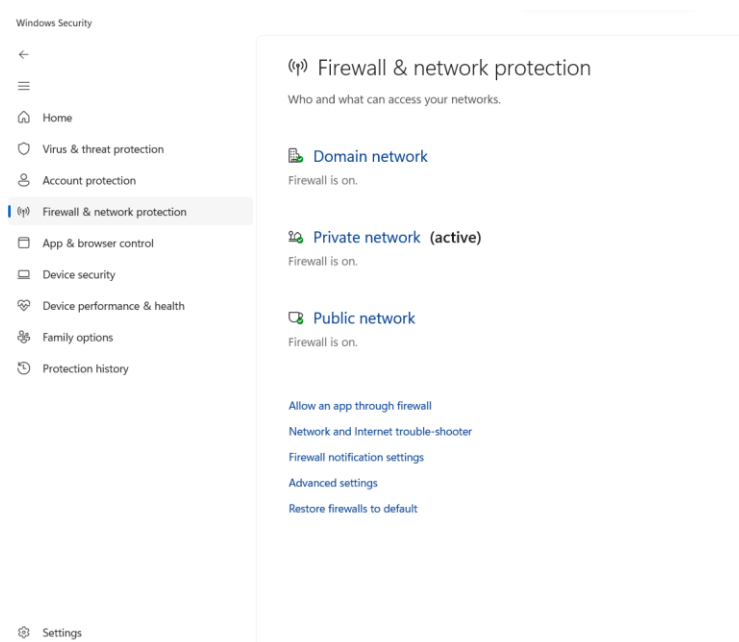 Windows Security
Home
Virus & threat protection
Account protection
Firewall & network protection
App & browser control
Device security
Device performance & health
Family options
Protection history
Settings
Firewall & network protection
Who and what can access your networks.
Domain network
Firewall is on.
Private network (active)
Firewall is on.
Public network
Firewall is on.
Allow an app through firewall
Network and Internet trouble-shooter
Firewall notification settings
Advanced settings
Restore firewalls to default